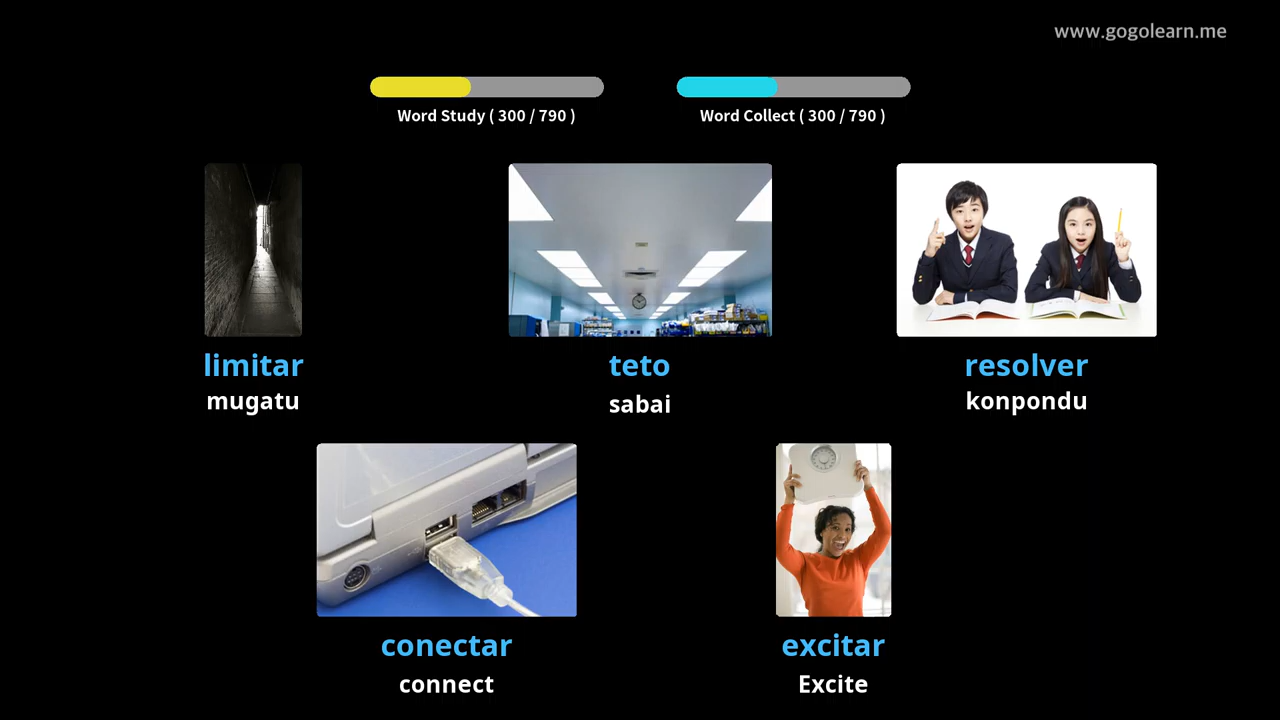 www.gogolearn.me
Word Study ( 300 / 790 )
Word Collect ( 300 / 790 )
limitar
mugatu
teto
sabai
resolver
konpondu
conectar
connect
excitar
Excite